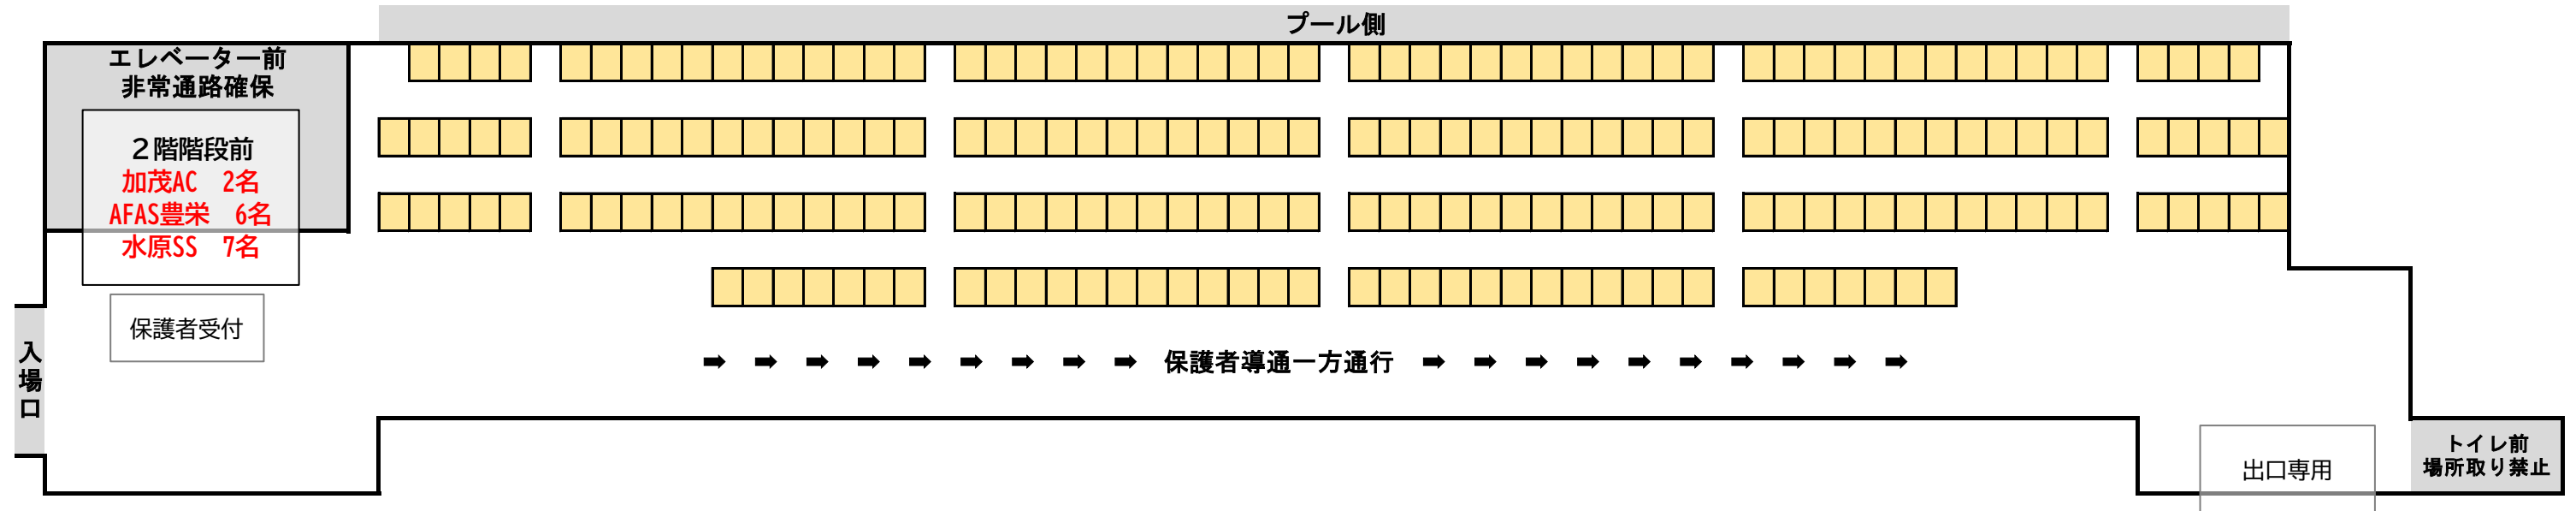 プール側
エレベーター前
非常通路確保
２階階段前
加茂AC　2名
AFAS豊栄　6名
水原SS　7名
保護者受付
入場口
➡ ➡ ➡ ➡ ➡ ➡ ➡ ➡ ➡ 保護者導通一方通行 ➡ ➡ ➡ ➡ ➡ ➡ ➡ ➡ ➡ ➡
トイレ前
場所取り禁止
出口専用